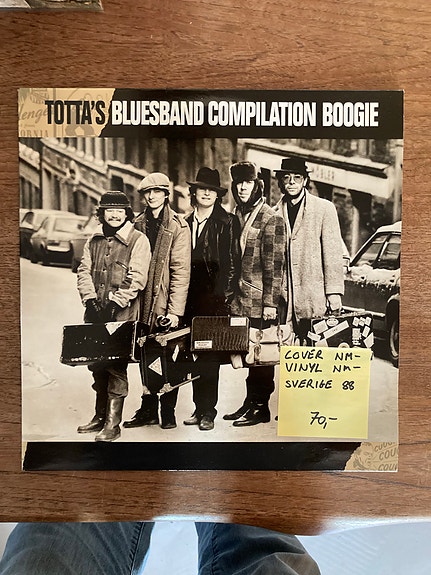 TOTTA'S BLUESBAND COMPILATION BOOGIE
COVER NM-
VINYL NM-
SVERIGE 88
70,-